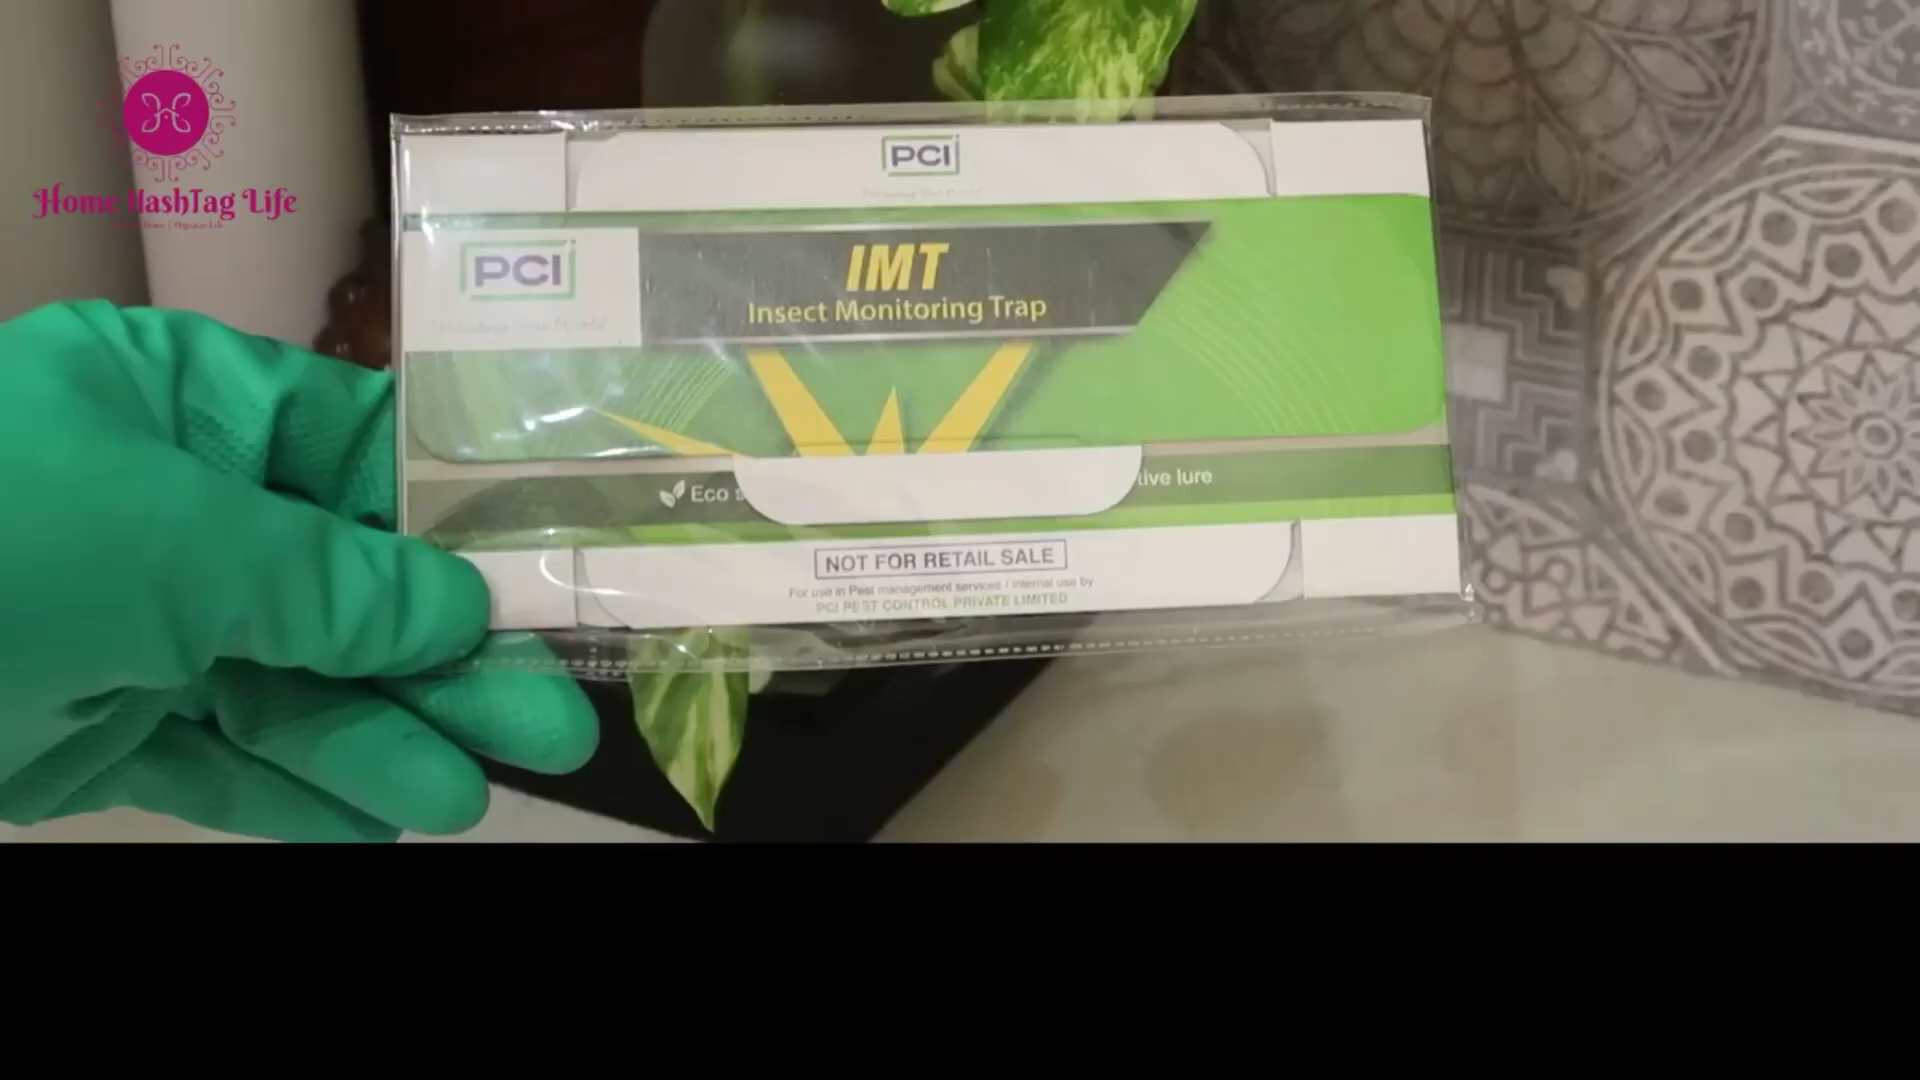 Home HashTag Life
PCI
PCI
IMT
Insect Monitoring Trap
Eco s
tive lure
NOT FOR RETAIL SALE
For use in Pest management services / internal use by
PCI PEST CONTROL PRIVATE LIMITED